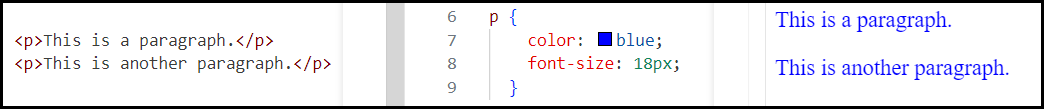 <p>This is a paragraph.</p>
<p>This is another paragraph.</p>
6 p {
7 color: blue;
8 font-size: 18px;
9 }
This is a paragraph.
This is another paragraph.